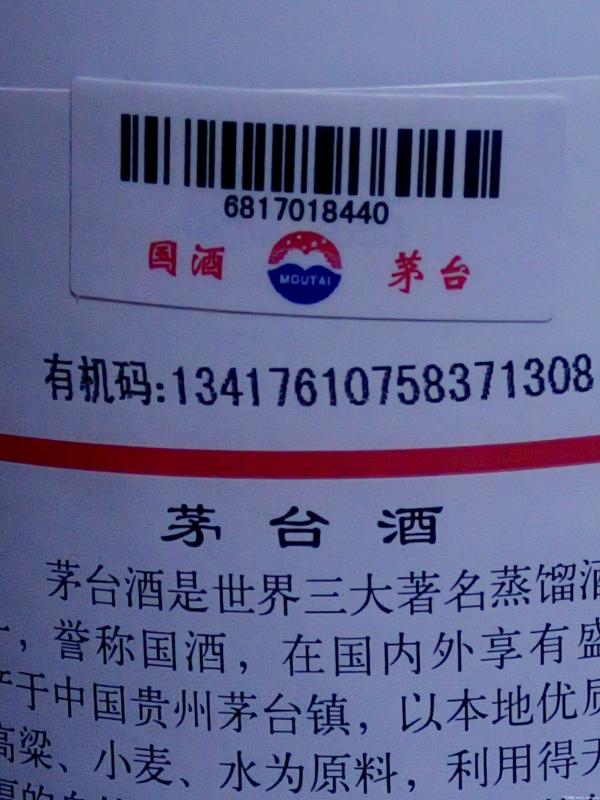 6817018440
国酒 MOUTAI 茅台
有机码:13417610758371308
茅台酒
茅台酒是世界三大著名蒸馏酒
，誉称国酒，在国内外享有盛
于中国贵州茅台镇，以本地优质
高粱、小麦、水为原料，利用得天